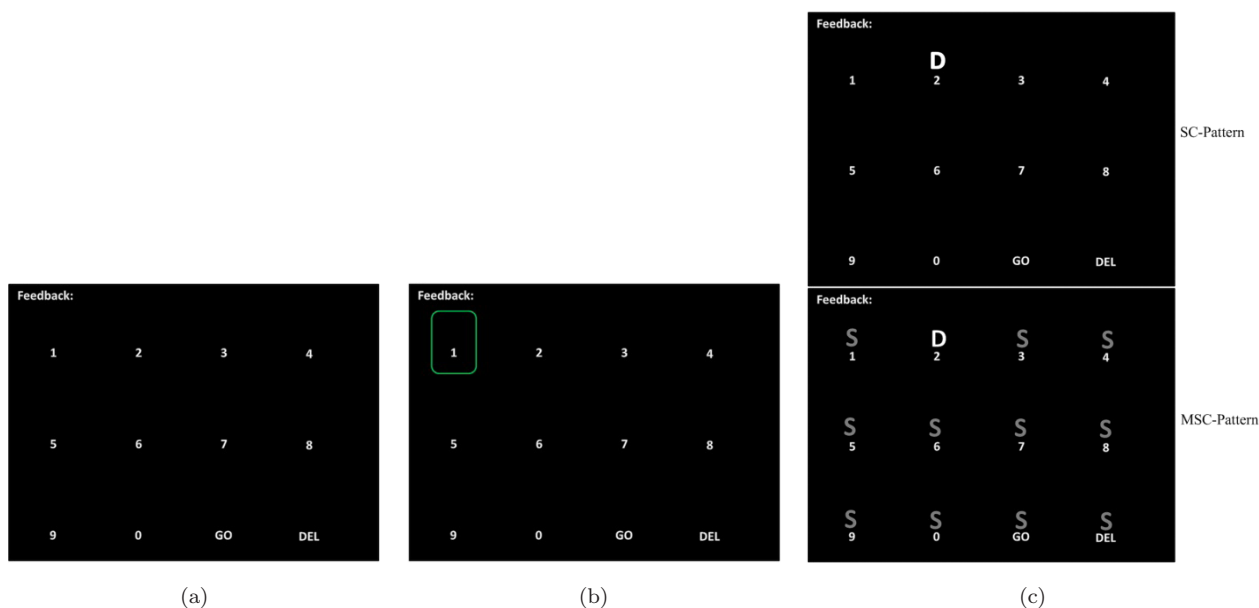 Feedback:
1 2 3 4
5 6 7 8
9 0 GO DEL
(a)
Feedback:
1 2 3 4
5 6 7 8
9 0 GO DEL
(b)
Feedback:
D
1 2 3 4
5 6 7 8
9 0 GO DEL
SC-Pattern
Feedback:
S D S S
1 2 3 4
S S S S
5 6 7 8
S S S S
9 0 GO DEL
MSC-Pattern
(c)